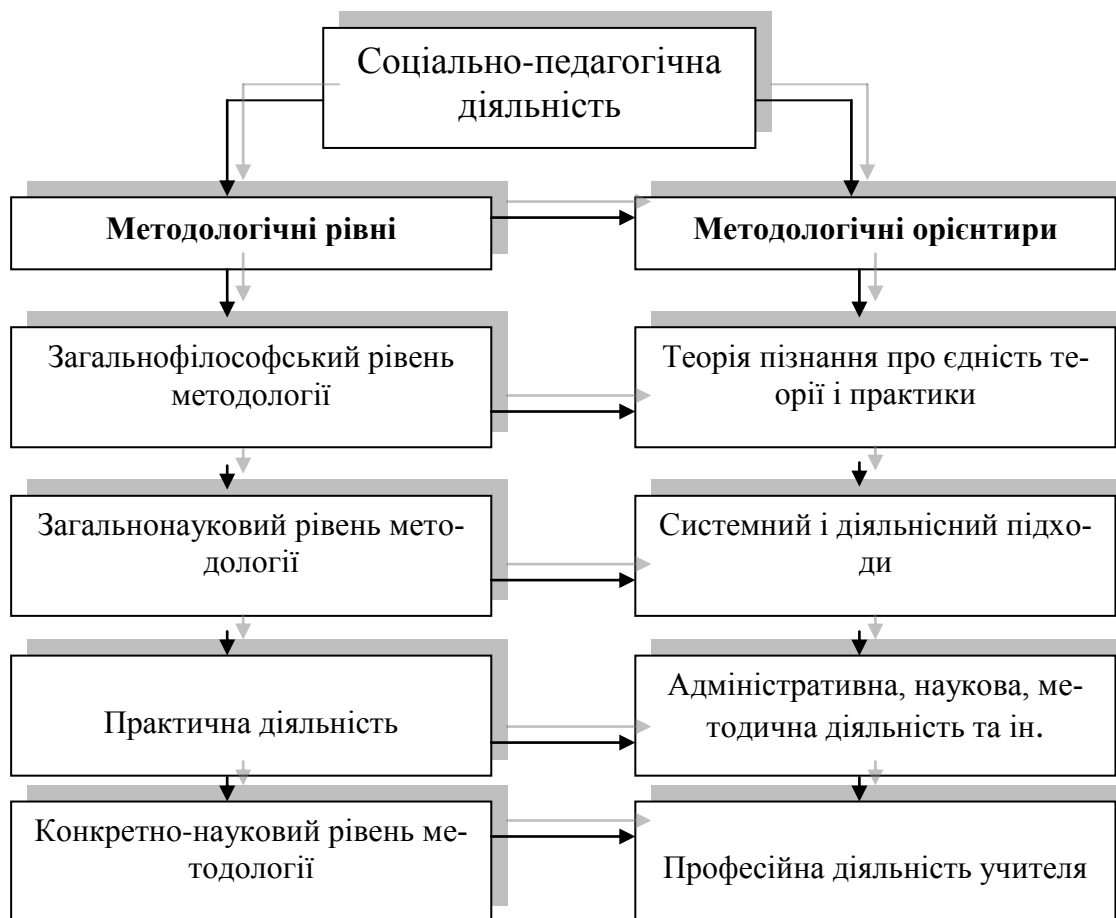 Соціально-педагогічна
діяльність
Методологічні рівні
Методологічні орієнтири
Загальнофілософський рівень
методології
Теорія пізнання про єдність те-
орії і практики
Загальнонауковий рівень мето-
дології
Системний і діяльнісний підхо-
ди
Практична діяльність
Адміністративна, наукова, ме-
тодична діяльність та ін.
Конкретно-науковий рівень ме-
тодології
Професійна діяльність учителя